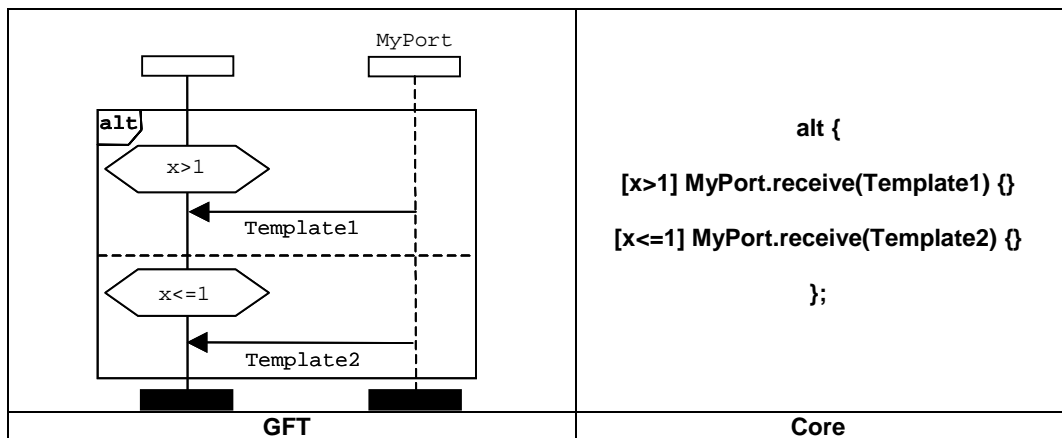 MyPort
alt
x>1
Template1
x<=1
Template2
alt {
[x>1] MyPort.receive(Template1) {}
[x<=1] MyPort.receive(Template2) {}
};
GFT
Core